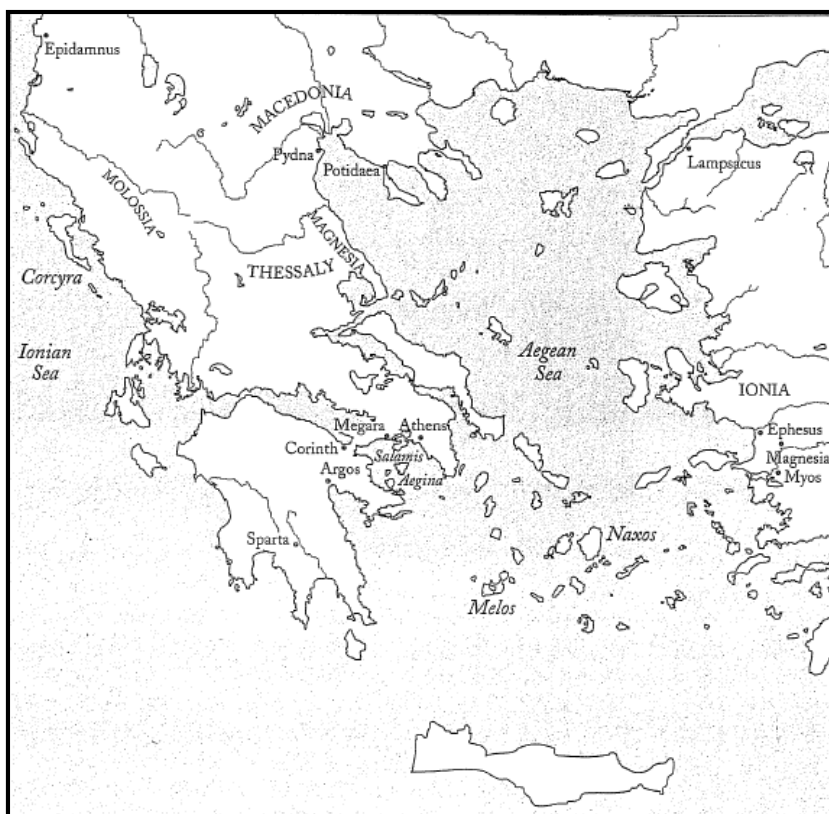 Epidamnus
MACEDONIA
Pydna
Potidaea
Lampsacus
MOLOSSIA
MAGNESIA
THESSALY
Corcyra
Ionian
Sea
Aegean
Sea
IONIA
Megara
Athens
Ephesus
Corinth
Salamis
Magnesia
Argos
Aegina
Myos
Sparta
Naxos
Melos